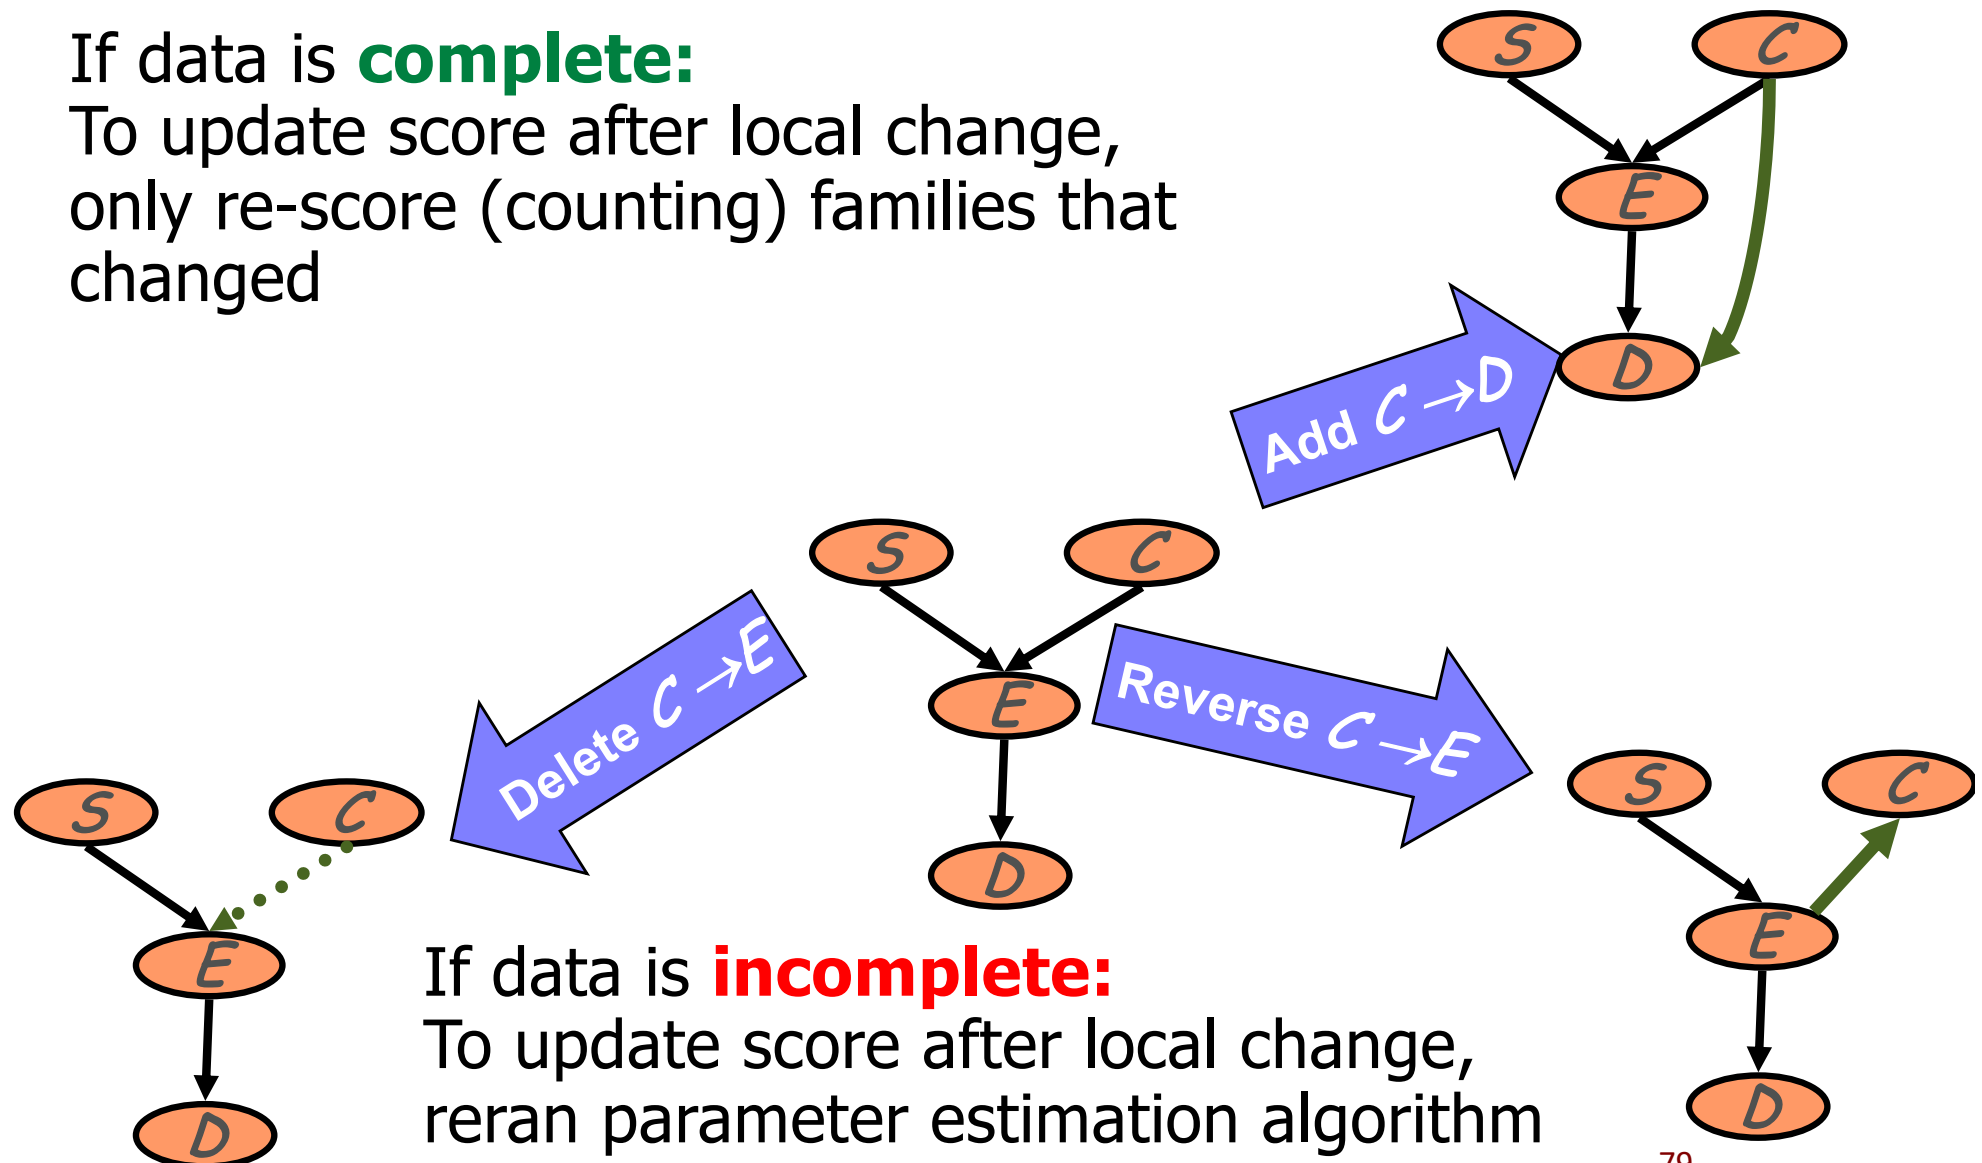 If data is complete:
To update score after local change,
only re-score (counting) families that
changed
S C
E
D
Add C →D
S C
E
D
Delete C →E
Reverse C →E
S C
E
D
S C
E
D
If data is incomplete:
To update score after local change,
reran parameter estimation algorithm
79